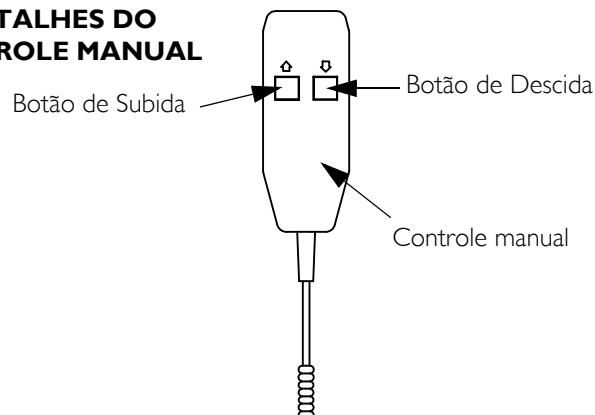 TALHES DO
ROLE MANUAL
Botão de Subida
Botão de Descida
Controle manual